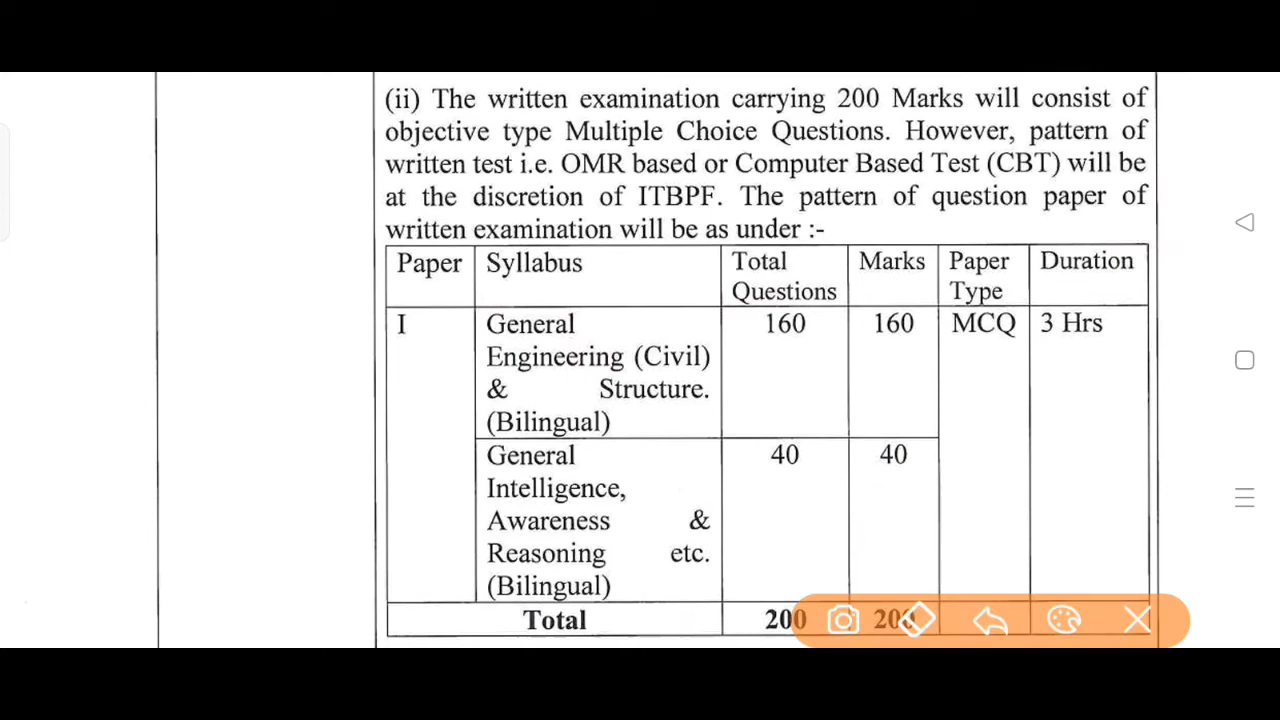 (ii) The written examination carrying 200 Marks will consist of
objective type Multiple Choice Questions. However, pattern of
written test i.e. OMR based or Computer Based Test (CBT) will be
at the discretion of ITBPF. The pattern of question paper of
written examination will be as under :-
Paper Syllabus Total Marks Paper Duration
Questions Type
I General 160 160 MCQ 3 Hrs
Engineering (Civil)
& Structure.
(Bilingual)
General 40 40
Intelligence,
Awareness &
Reasoning etc.
(Bilingual)
Total 200 200